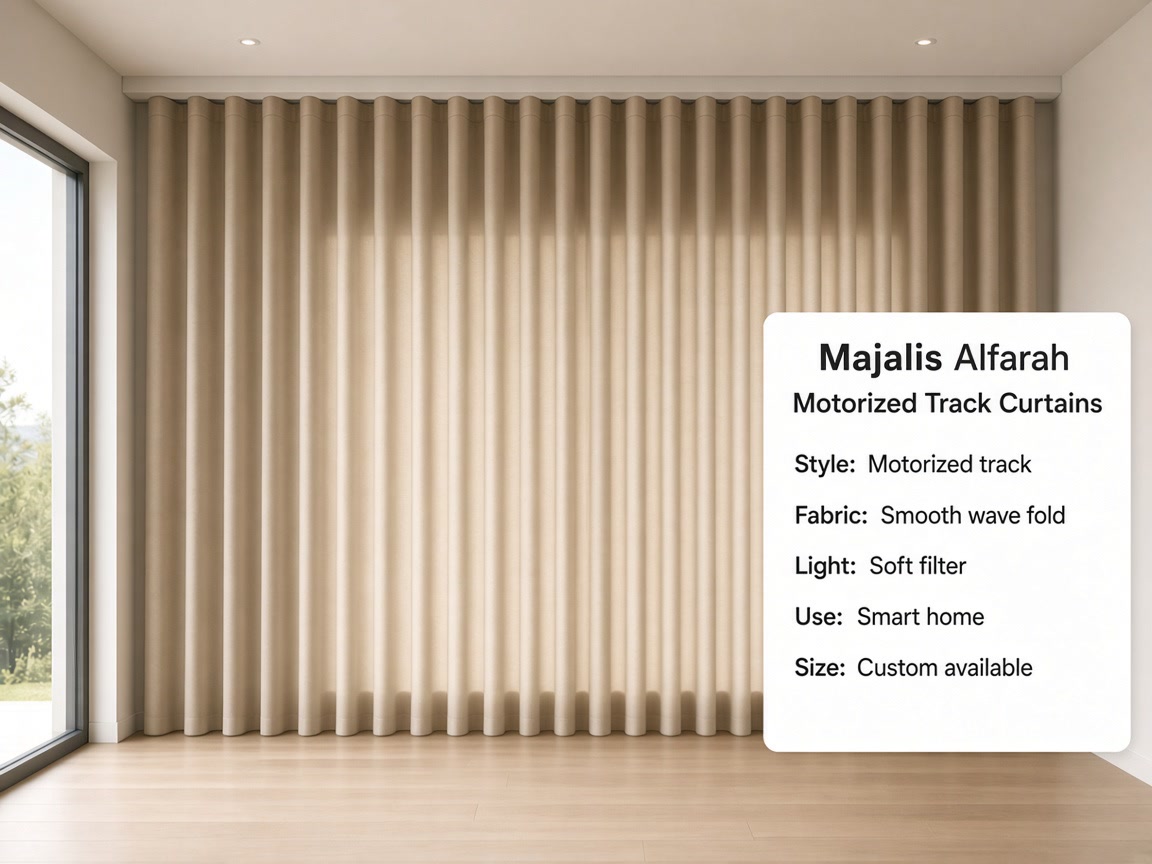 Majalis Alfarah
Motorized Track Curtains
Style: Motorized track
Fabric: Smooth wave fold
Light: Soft filter
Use: Smart home
Size: Custom available